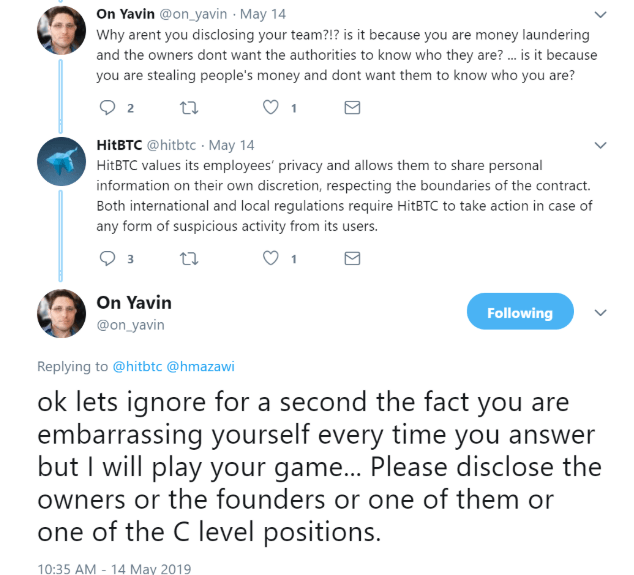 On Yavin @on_yavin · May 14
Why arent you disclosing your team?!? is it because you are money laundering
and the owners dont want the authorities to know who they are? ... is it because
you are stealing people's money and dont want them to know who you are?
2 1
HitBTC @hitbtc · May 14
HitBTC values its employees' privacy and allows them to share personal
information on their own discretion, respecting the boundaries of the contract.
Both international and local regulations require HitBTC to take action in case of
any form of suspicious activity from its users.
3 1
On Yavin
Following
@on_yavin
Replying to @hitbtc @hmazawi
ok lets ignore for a second the fact you are
embarrassing yourself every time you answer
but I will play your game... Please disclose the
owners or the founders or one of them or
one of the C level positions.
10:35 AM - 14 May 2019